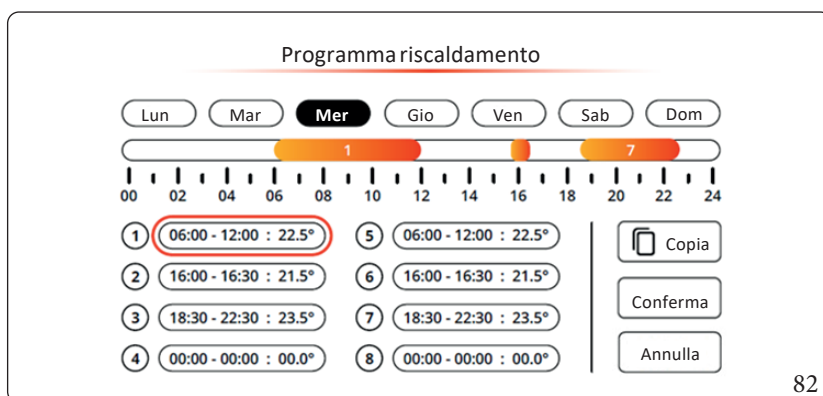 Programma riscaldamento
Lun Mar Mer Gio Ven Sab Dom
1 7
00 02 04 06 08 10 12 14 16 18 20 22 24
1 06:00 - 12:00 : 22.5° 5 06:00 - 12:00 : 22.5° Copia
2 16:00 - 16:30 : 21.5° 6 16:00 - 16:30 : 21.5°
Conferma
3 18:30 - 22:30 : 23.5° 7 18:30 - 22:30 : 23.5°
4 00:00 - 00:00 : 00.0° 8 00:00 - 00:00 : 00.0° Annulla
82